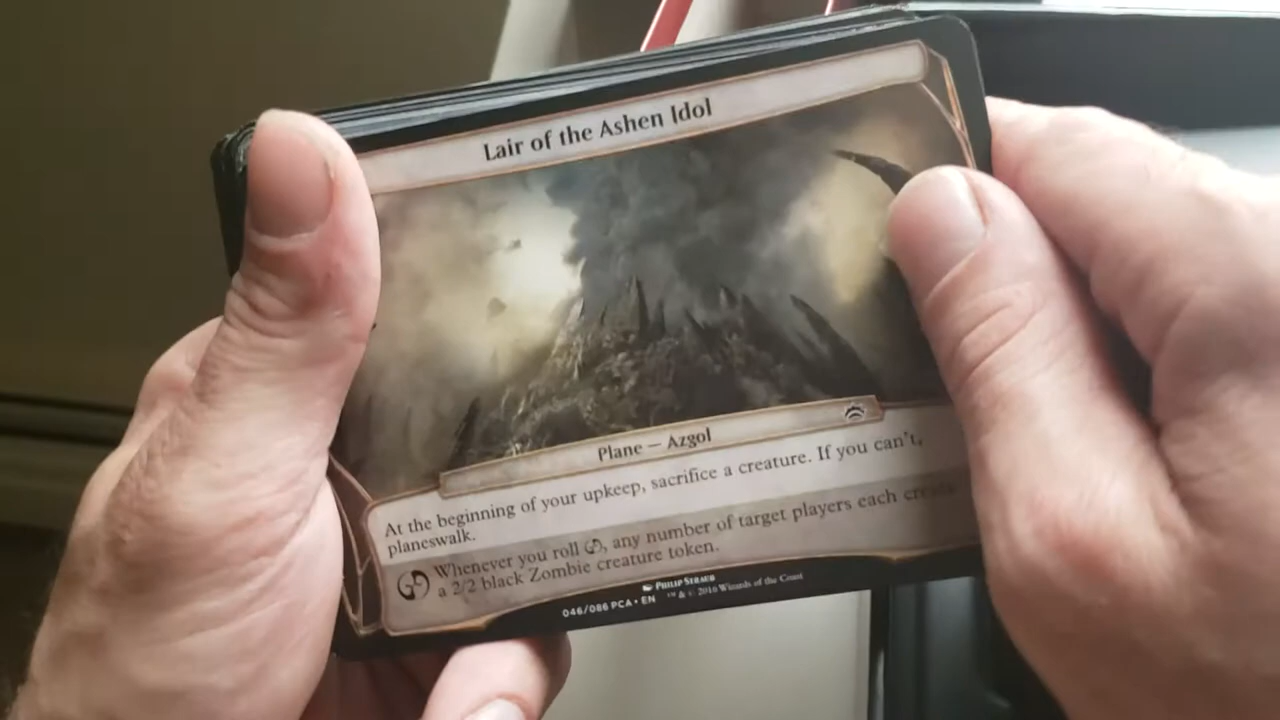 Lair of the Ashen Idol
Plane — Azgol
At the beginning of your upkeep, sacrifice a creature. If you can't,
planeswalk.
Whenever you roll , any number of target players each create
a 2/2 black Zombie creature token.
Philip Straub
046/086 PCA • EN ™ & © 2016 Wizards of the Coast